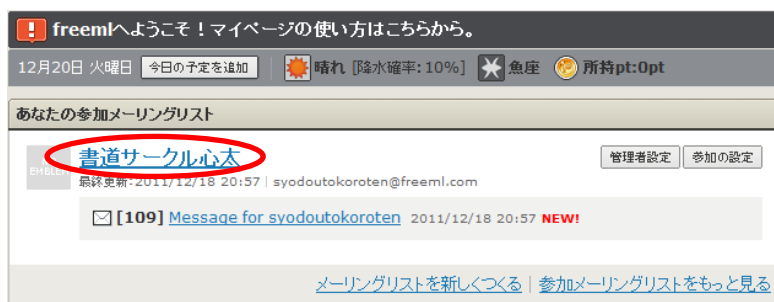 ! freemlへようこそ！マイページの使い方はこちらから。
12月20日 火曜日 今日の予定を追加 晴れ [降水確率:10%] 魚座 所持pt:0pt
あなたの参加メーリングリスト
EMBLEM 書道サークル心太 管理者設定 参加の設定
最終更新:2011/12/18 20:57 | syodoutokoroten@freeml.com
[109] Message for syodoutokoroten 2011/12/18 20:57 NEW!
メーリングリストを新しくつくる | 参加メーリングリストをもっと見る